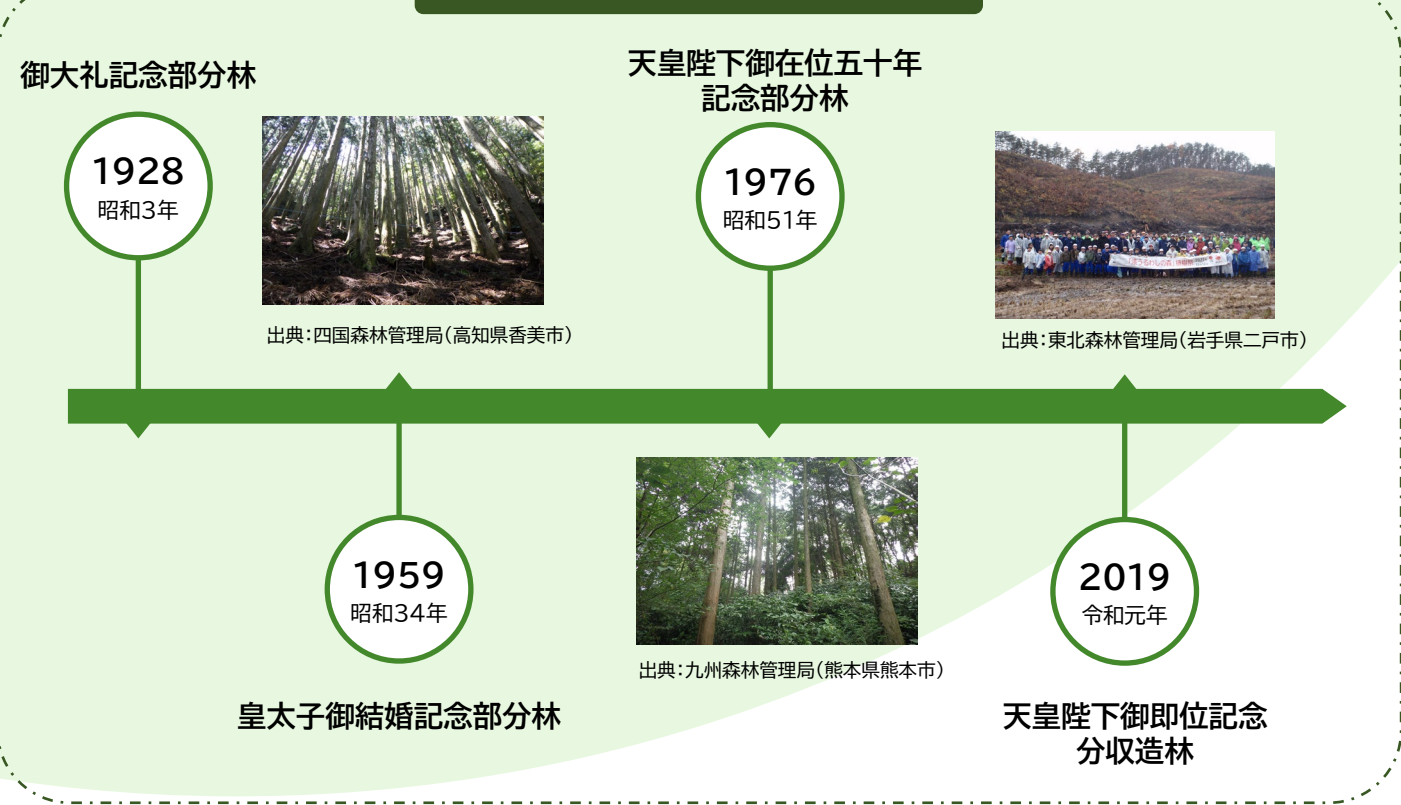 御大礼記念部分林
1928
昭和3年
出典：四国森林管理局（高知県香美市）
天皇陛下御在位五十年
記念部分林
1976
昭和51年
出典：東北森林管理局（岩手県二戸市）
1959
昭和34年
皇太子御結婚記念部分林
出典：九州森林管理局（熊本県熊本市）
2019
令和元年
天皇陛下御即位記念
分収造林